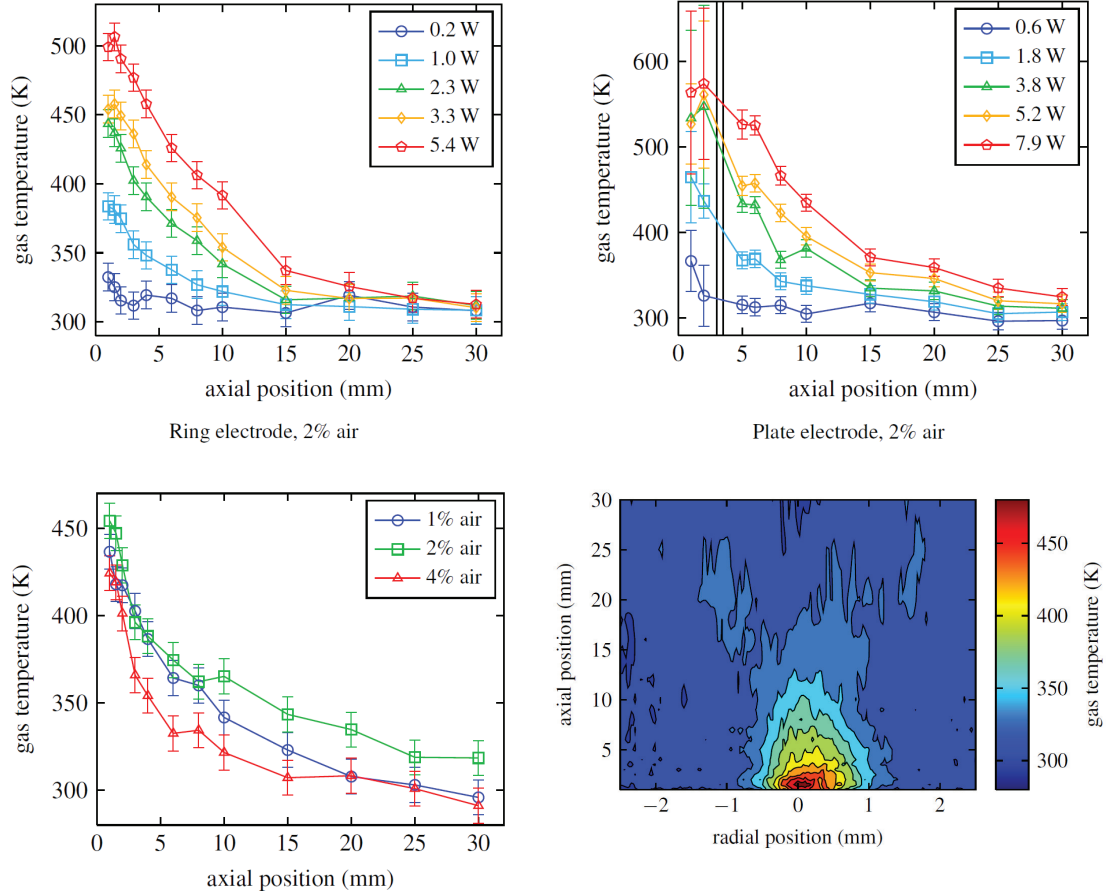 500
450
400
350
300
gas temperature (K)
0 5 10 15 20 25 30
axial position (mm)
0.2 W
1.0 W
2.3 W
3.3 W
5.4 W
Ring electrode, 2% air
600
500
400
300
gas temperature (K)
0 5 10 15 20 25 30
axial position (mm)
0.6 W
1.8 W
3.8 W
5.2 W
7.9 W
Plate electrode, 2% air
450
400
350
300
gas temperature (K)
0 5 10 15 20 25 30
axial position (mm)
1% air
2% air
4% air
30
25
20
15
10
5
axial position (mm)
−2 −1 0 1 2
radial position (mm)
450
400
350
300
gas temperature (K)